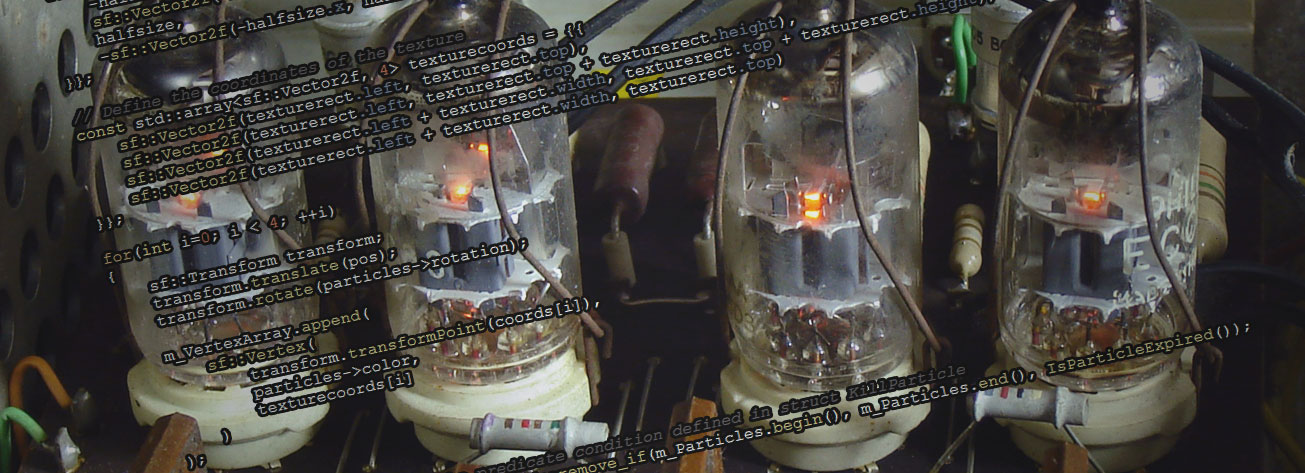 sf::Vector2f(
halfsize,
-sf::Vector2f(-halfsize.x,
}};
// Define the coordinates of the texture
const std::array<sf::Vector2f, 4> texturecoords = {{
sf::Vector2f(texturerect.left, texturerect.top),
sf::Vector2f(texturerect.left, texturerect.top + texturerect.height),
sf::Vector2f(texturerect.left + texturerect.width, texturerect.top + texturerect.height),
sf::Vector2f(texturerect.left + texturerect.width, texturerect.top)
}};
for(int i=0; i < 4; ++i)
{
sf::Transform transform;
transform.translate(pos);
transform.rotate(particles->rotation);
m_VertexArray.append(
sf::Vertex(
transform.transformPoint(coords[i]),
particles->color,
texturecoords[i]
)
);
predicate condition defined in struct KillParticle
remove_if(m_Particles.begin(), m_Particles.end(), IsParticleExpired());